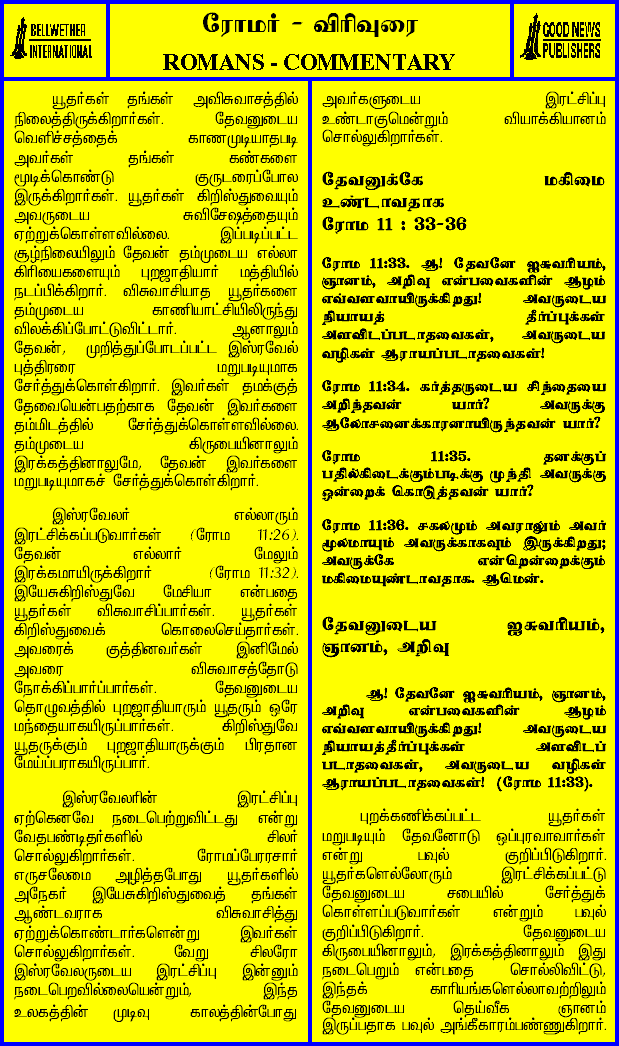 BELLWETHER
INTERNATIONAL
ரோமர் - விரிவுரை
ROMANS - COMMENTARY
GOOD NEWS
PUBLISHERS
யூதர்கள் தங்கள் அவிசுவாசத்தில்
நிலைத்திருக்கிறார்கள். தேவனுடைய
வெளிச்சத்தைக் காணமுடியாதபடி
அவர்கள் தங்கள் கண்களை
மூடிக்கொண்டு குருடரைப்போல
இருக்கிறார்கள். யூதர்கள் கிறிஸ்துவையும்
அவருடைய சுவிசேஷத்தையும்
ஏற்றுக்கொள்ளவில்லை. இப்படிப்பட்ட
சூழ்நிலையிலும் தேவன் தம்முடைய எல்லா
கிரியைகளையும் புறஜாதியார் மத்தியில்
நடப்பிக்கிறார். விசுவாசியாத யூதர்களை
தம்முடைய காணியாட்சியிலிருந்து
விலக்கிப்போட்டுவிட்டார். ஆனாலும்
தேவன், முறித்துப்போடப்பட்ட இஸ்ரவேல்
புத்திரரை மறுபடியுமாக
சேர்த்துக்கொள்கிறார். இவர்கள் தமக்குத்
தேவையென்பதற்காக தேவன் இவர்களை
தம்மிடத்தில் சேர்த்துக்கொள்ளவில்லை.
தம்முடைய கிருபையினாலும்
இரக்கத்தினாலுமே, தேவன் இவர்களை
மறுபடியுமாகச் சேர்த்துக்கொள்கிறார்.
இஸ்ரவேலர் எல்லாரும்
இரட்சிக்கப்படுவார்கள் (ரோம 11:26).
தேவன் எல்லார் மேலும்
இரக்கமாயிருக்கிறார் (ரோம 11:32).
இயேசுகிறிஸ்துவே மேசியா என்பதை
யூதர்கள் விசுவாசிப்பார்கள். யூதர்கள்
கிறிஸ்துவைக் கொலைசெய்தார்கள்.
அவரைக் குத்தினவர்கள் இனிமேல்
அவரை விசுவாசத்தோடு
நோக்கிப்பார்ப்பார்கள். தேவனுடைய
தொழுவத்தில் புறஜாதியாரும் யூதரும் ஒரே
மந்தையாகயிருப்பார்கள். கிறிஸ்துவே
யூதருக்கும் புறஜாதியாருக்கும் பிரதான
மேய்ப்பராகயிருப்பார்.
இஸ்ரவேலரின் இரட்சிப்பு
ஏற்கெனவே நடைபெற்றுவிட்டது என்று
வேதபண்டிதர்களில் சிலர்
சொல்லுகிறார்கள். ரோமப்பேரரசார்
எருசலேமை அழித்தபோது யூதர்களில்
அநேகர் இயேசுகிறிஸ்துவைத் தங்கள்
ஆண்டவராக விசுவாசித்து
ஏற்றுக்கொண்டார்களென்று இவர்கள்
சொல்லுகிறார்கள். வேறு சிலரோ
இஸ்ரவேலருடைய இரட்சிப்பு இன்னும்
நடைபெறவில்லையென்றும், இந்த
உலகத்தின் முடிவு காலத்தின்போது
அவர்களுடைய இரட்சிப்பு
உண்டாகுமென்றும் வியாக்கியானம்
சொல்லுகிறார்கள்.
தேவனுக்கே மகிமை
உண்டாவதாக
ரோம 11 : 33-36
ரோம 11:33. ஆ! தேவனே ஐசுவரியம்,
ஞானம், அறிவு என்பவைகளின் ஆழம்
எவ்வளவாயிருக்கிறது! அவருடைய
நியாயத் தீர்ப்புக்கள்
அளவிடப்படாதவைகள், அவருடைய
வழிகள் ஆராயப்படாதவைகள்!
ரோம 11:34. கர்த்தருடைய சிந்தையை
அறிந்தவன் யார்? அவருக்கு
ஆலோசனைக்காரனாயிருந்தவன் யார்?
ரோம 11:35. தனக்குப்
பதில்கிடைக்கும்படிக்கு முந்தி அவருக்கு
ஒன்றைக் கொடுத்தவன் யார்?
ரோம 11:36. சகலமும் அவராலும் அவர்
மூலமாயும் அவருக்காகவும் இருக்கிறது;
அவருக்கே என்றென்றைக்கும்
மகிமையுண்டாவதாக. ஆமென்.
தேவனுடைய ஐசுவரியம்,
ஞானம், அறிவு
ஆ! தேவனே ஐசுவரியம், ஞானம்,
அறிவு என்பவைகளின் ஆழம்
எவ்வளவாயிருக்கிறது! அவருடைய
நியாயத்தீர்ப்புக்கள் அளவிடப்
படாதவைகள், அவருடைய வழிகள்
ஆராயப்படாதவைகள்! (ரோம 11:33).
புறக்கணிக்கப்பட்ட யூதர்கள்
மறுபடியும் தேவனோடு ஒப்புரவாவார்கள்
என்று பவுல் குறிப்பிடுகிறார்.
யூதர்களெல்லோரும் இரட்சிக்கப்பட்டு
தேவனுடைய சபையில் சேர்த்துக்
கொள்ளப்படுவார்கள் என்றும் பவுல்
குறிப்பிடுகிறார். தேவனுடைய
கிருபையினாலும், இரக்கத்தினாலும் இது
நடைபெறும் என்பதை சொல்லிவிட்டு,
இந்தக் காரியங்களெல்லாவற்றிலும்
தேவனுடைய தெய்வீக ஞானம்
இருப்பதாக பவுல் அங்கீகாரம்பண்ணுகிறார்.